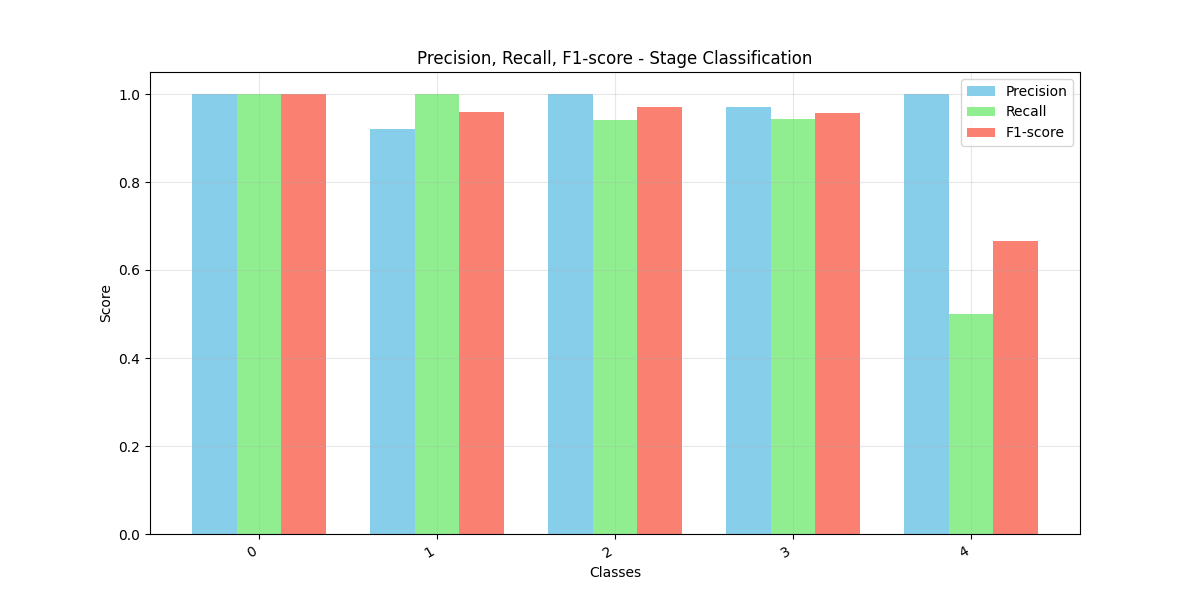 Precision, Recall, F1-score - Stage Classification
Precision
Recall
F1-score
1.0
0.8
0.6
0.4
0.2
0.0
Score
0 1 2 3 4
Classes